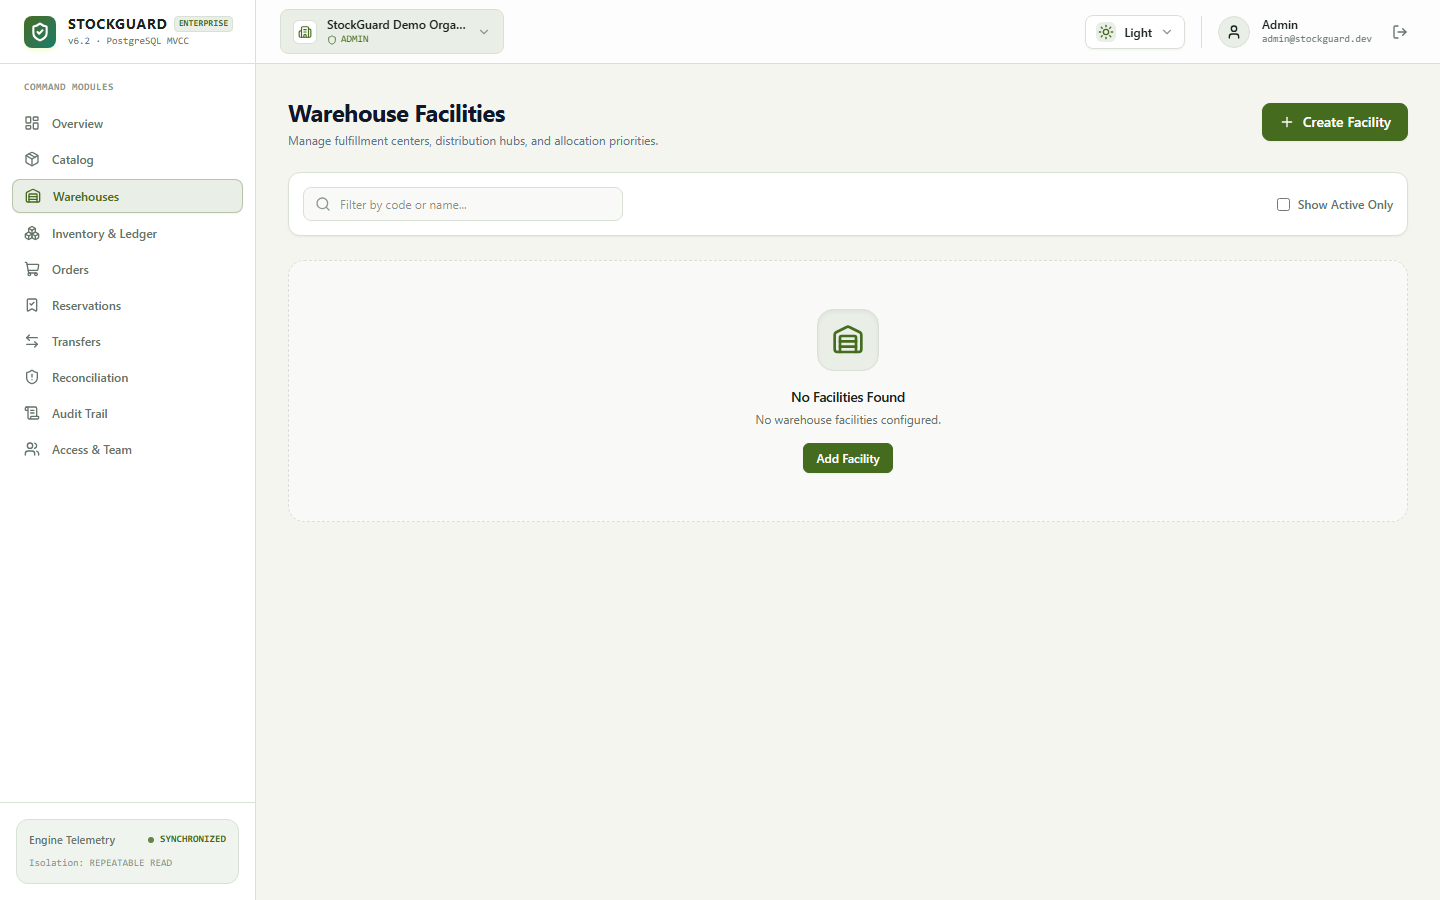 STOCKGUARD ENTERPRISE
v6.2 · PostgreSQL MVCC
StockGuard Demo Orga...
ADMIN
Light
Admin
admin@stockguard.dev
COMMAND MODULES
Overview
Catalog
Warehouses
Inventory & Ledger
Orders
Reservations
Transfers
Reconciliation
Audit Trail
Access & Team
Engine Telemetry
SYNCHRONIZED
Isolation: REPEATABLE READ
Warehouse Facilities
Manage fulfillment centers, distribution hubs, and allocation priorities.
Create Facility
Filter by code or name...
Show Active Only
No Facilities Found
No warehouse facilities configured.
Add Facility